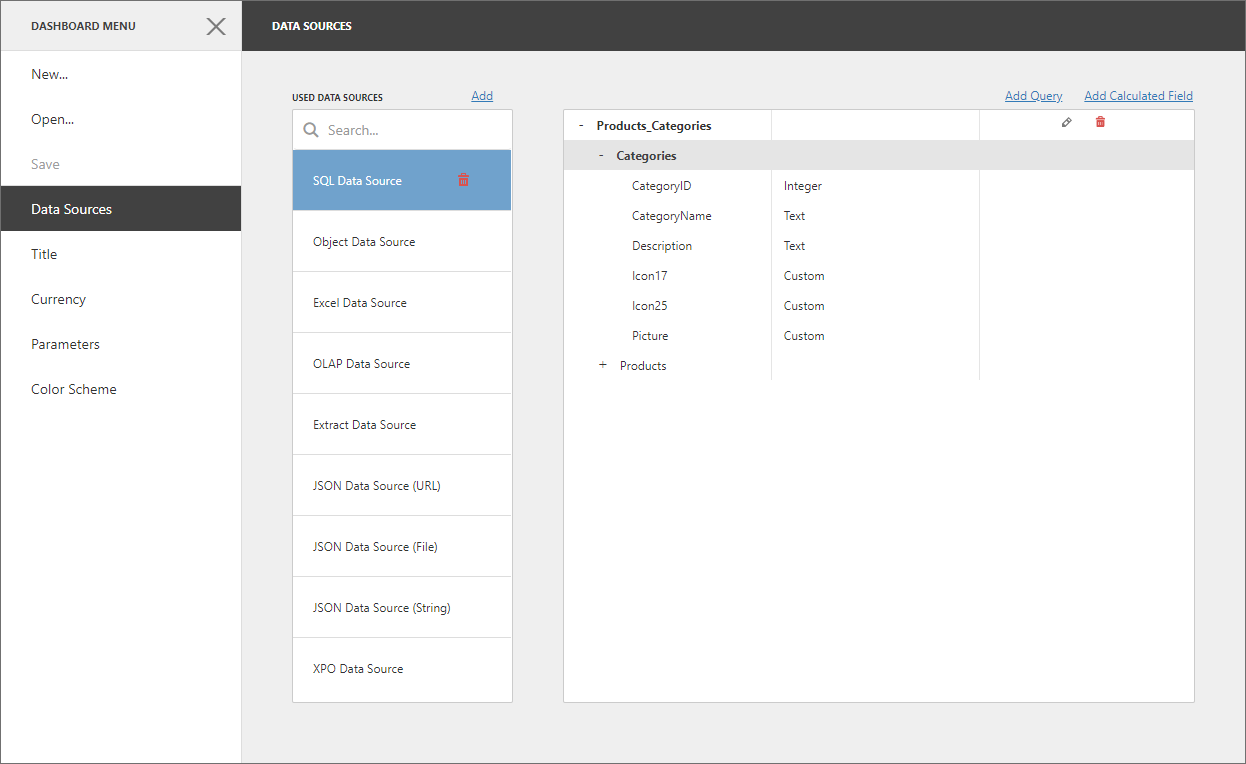 DASHBOARD MENU
New...
Open...
Save
Data Sources
Title
Currency
Parameters
Color Scheme
DATA SOURCES
USED DATA SOURCES Add
Search...
SQL Data Source
Object Data Source
Excel Data Source
OLAP Data Source
Extract Data Source
JSON Data Source (URL)
JSON Data Source (File)
JSON Data Source (String)
XPO Data Source
Add Query Add Calculated Field
- Products_Categories
- Categories
CategoryID Integer
CategoryName Text
Description Text
Icon17 Custom
Icon25 Custom
Picture Custom
+ Products